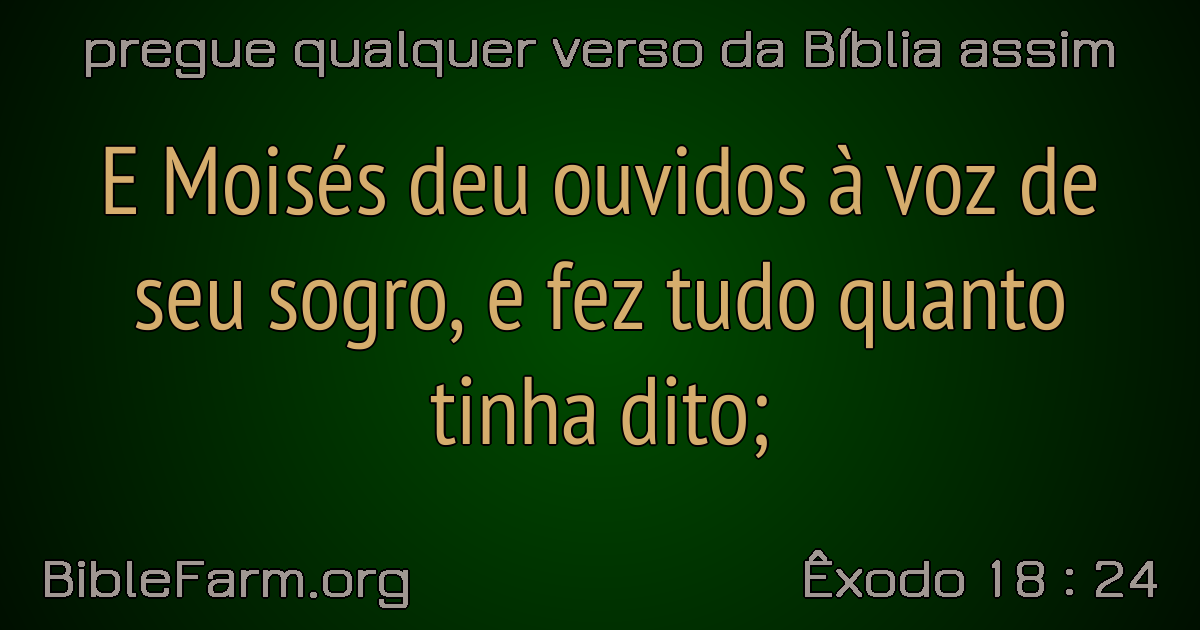 pregue qualquer verso da Bíblia assim
E Moisés deu ouvidos à voz de
seu sogro, e fez tudo quanto
tinha dito;
BibleFarm.org
Êxodo 18 : 24